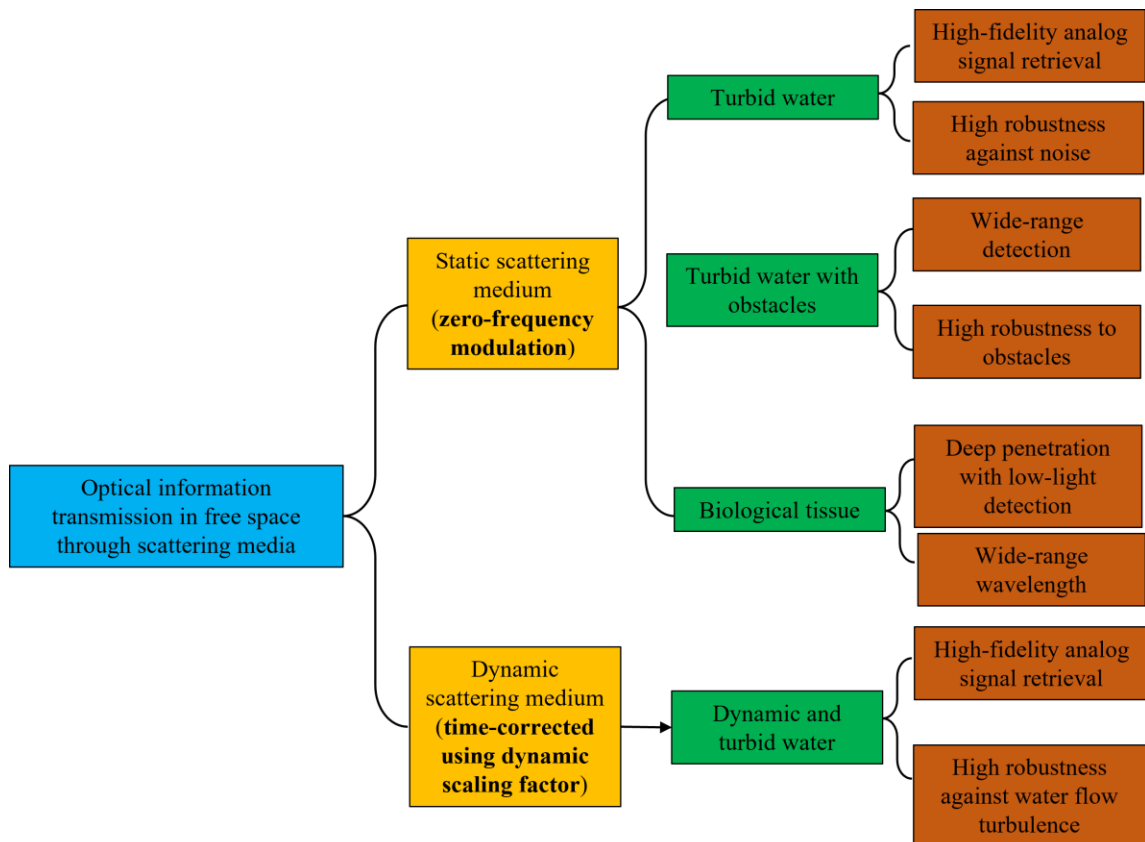 Optical information
transmission in free space
through scattering media
Static scattering
medium
(zero-frequency
modulation)
Turbid water
High-fidelity analog
signal retrieval
High robustness
against noise
Turbid water with
obstacles
Wide-range
detection
High robustness to
obstacles
Biological tissue
Deep penetration
with low-light
detection
Wide-range
wavelength
Dynamic
scattering medium
(time-corrected
using dynamic
scaling factor)
Dynamic and
turbid water
High-fidelity analog
signal retrieval
High robustness
against water flow
turbulence